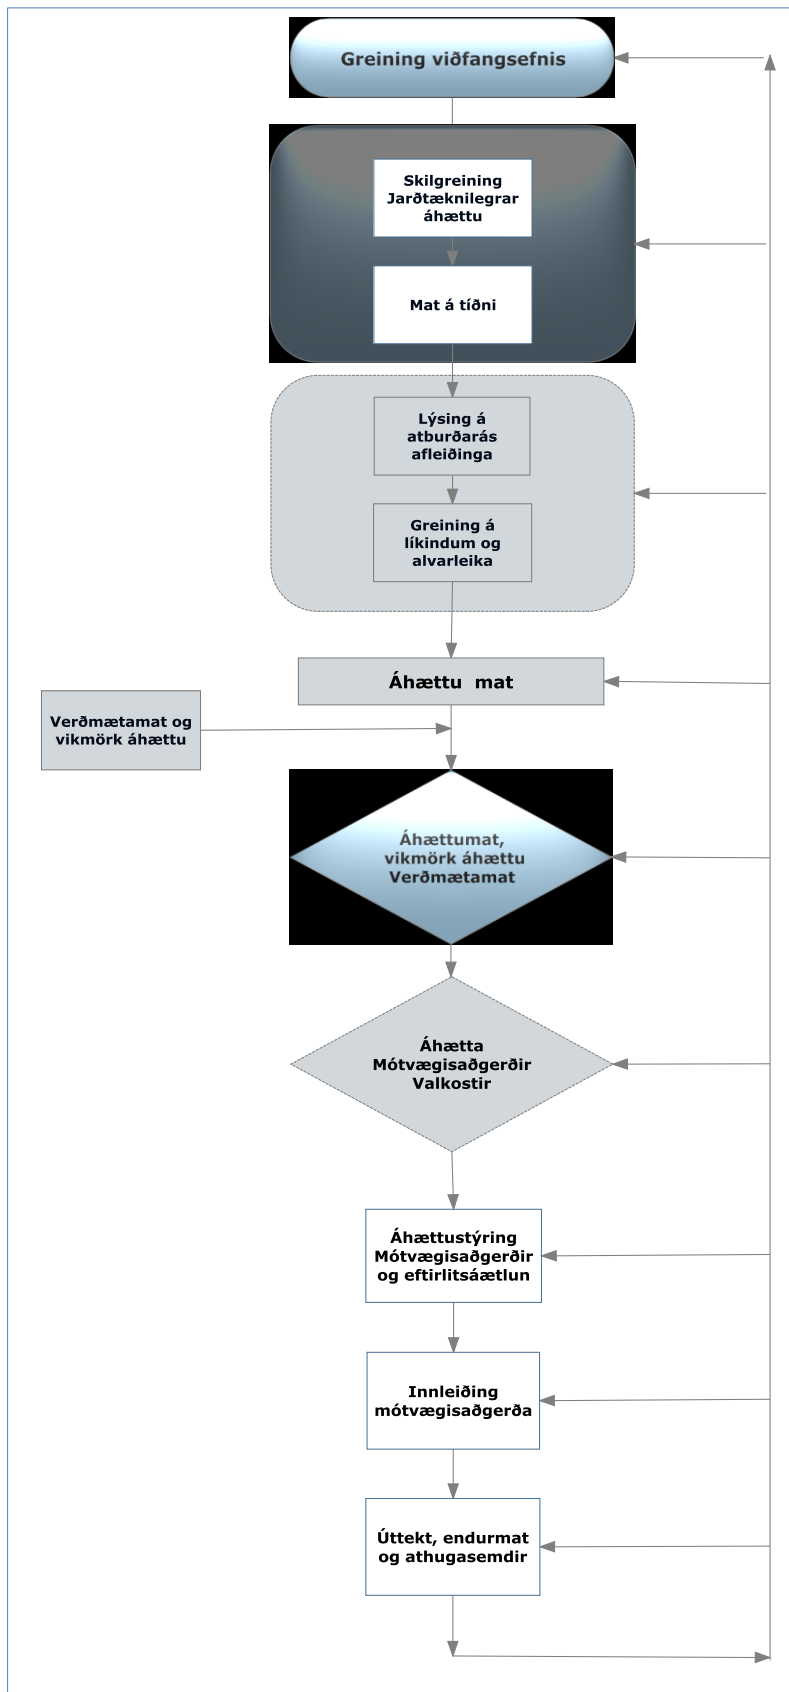 Greining viðfangsefnis
Skilgreining
Jarðtæknilegrar
áhættu
Mat á tíðni
Lýsing á
atburðarás
afleiðinga
Greining á
líkindum og
alvarleika
Áhættu mat
Verðmætamat og
vikmörk áhættu
Áhættumat,
vikmörk áhættu
Verðmætamat
Áhætta
Mótvægisaðgerðir
Valkostir
Áhættustýring
Mótvægisaðgerðir
og eftirlitsáætlun
Innleiðing
mótvægisaðgerða
Úttekt, endurmat
og athugasemdir